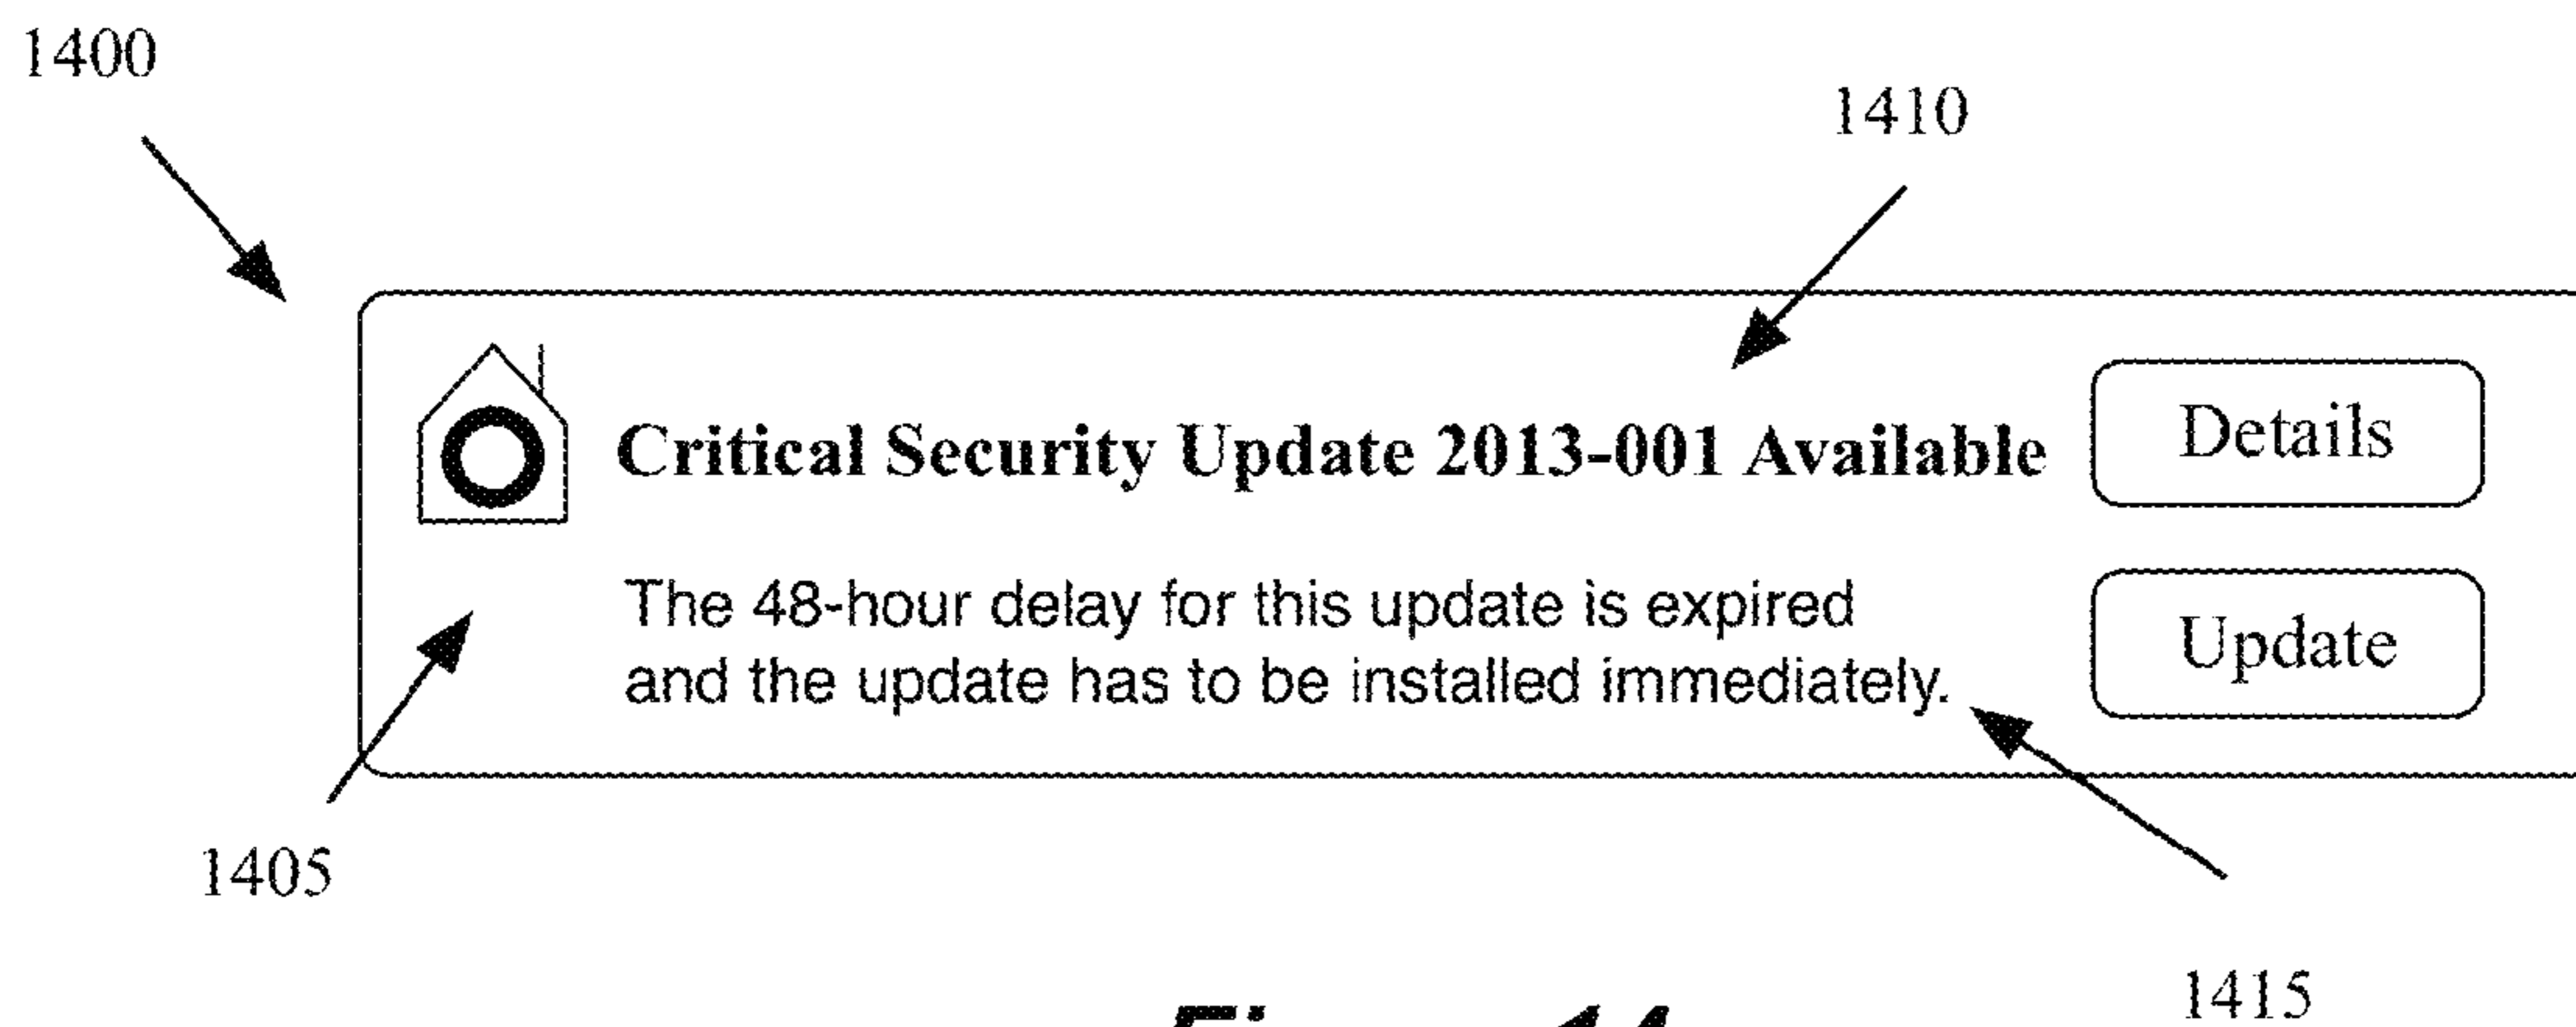 1400
1410
Critical Security Update 2013-001 Available
Details
The 48-hour delay for this update is expired
and the update has to be installed immediately.
Update
1405
1415